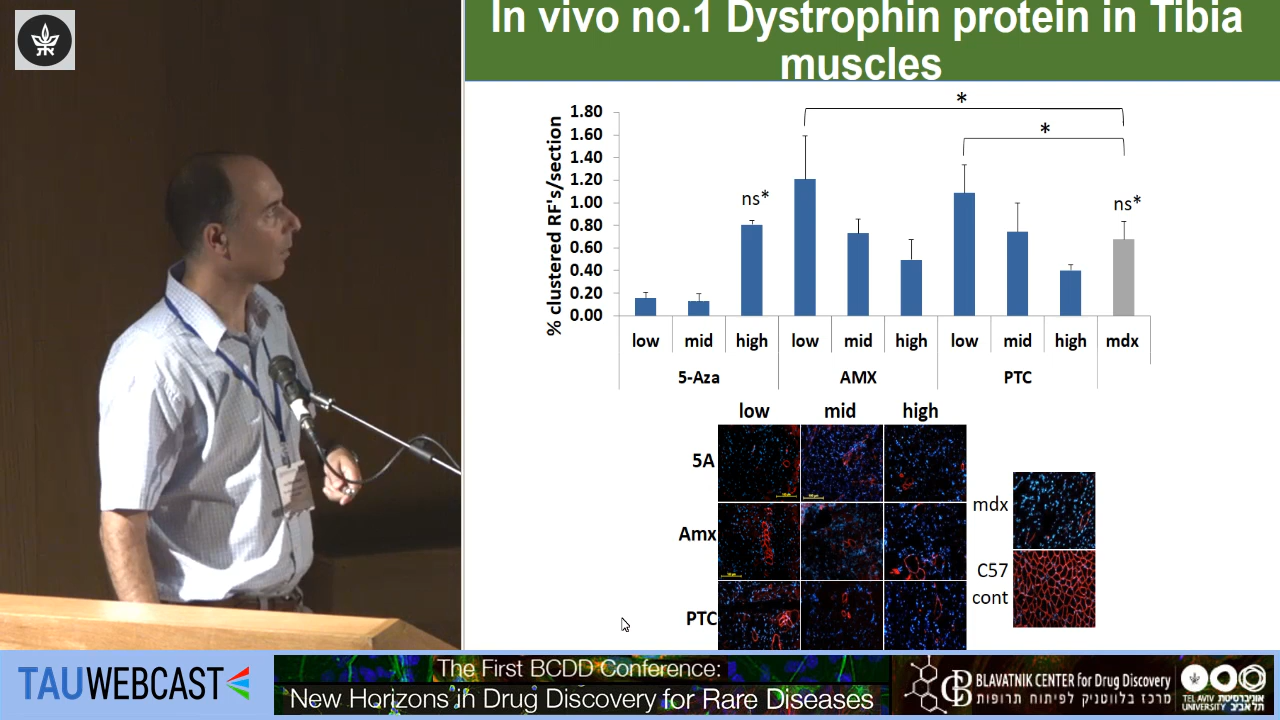 In vivo no.1 Dystrophin protein in Tibia
muscles
% clustered RF's/section
1.80
1.60
1.40
1.20
1.00
0.80
0.60
0.40
0.20
0.00
*
*
ns*
ns*
low mid high low mid high low mid high mdx
5-Aza AMX PTC
low mid high
5A
Amx
PTC
mdx
C57
cont
TAUWEBCAST
The First BCDD Conference:
New Horizons in Drug Discovery for Rare Diseases
BLAVATNIK CENTER for Drug Discovery
מרכז בלווטניק לפיתוח תרופות
TEL AVIV UNIVERSITY
אוניברסיטת תל אביב